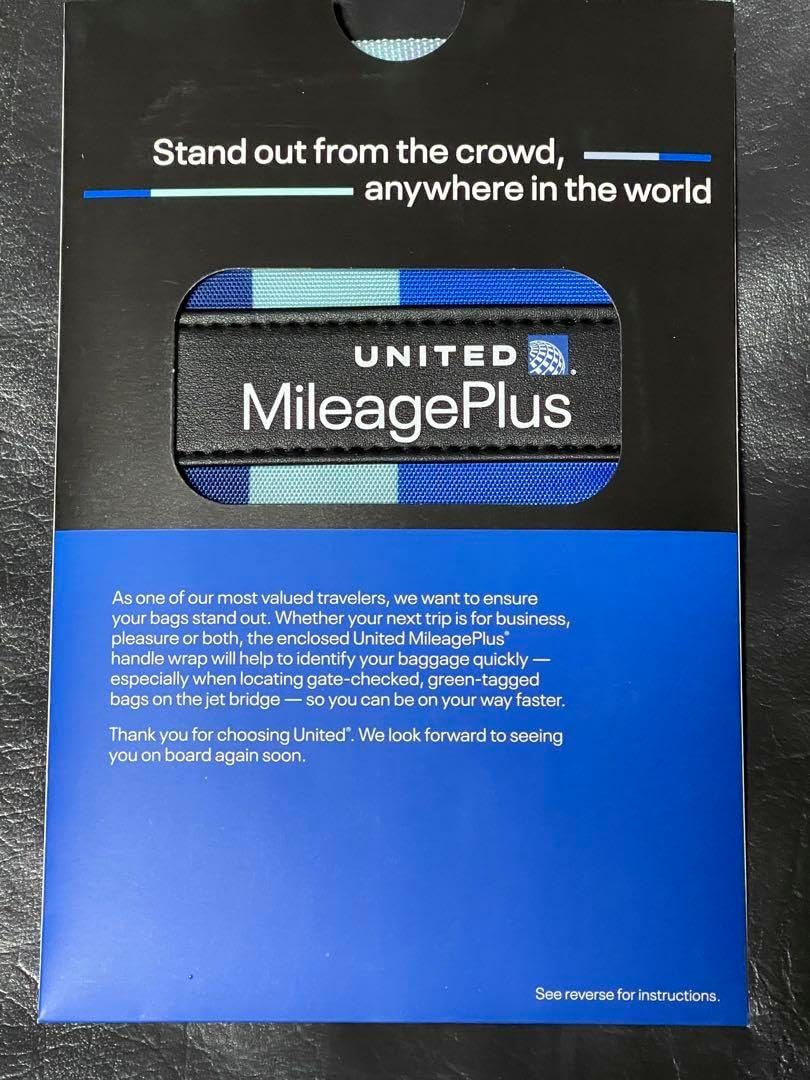 Stand out from the crowd,
anywhere in the world
UNITED
MileagePlus
As one of our most valued travelers, we want to ensure
your bags stand out. Whether your next trip is for business,
pleasure or both, the enclosed United MileagePlus®
handle wrap will help to identify your baggage quickly —
especially when locating gate-checked, green-tagged
bags on the jet bridge — so you can be on your way faster.
Thank you for choosing United®. We look forward to seeing
you on board again soon.
See reverse for instructions.